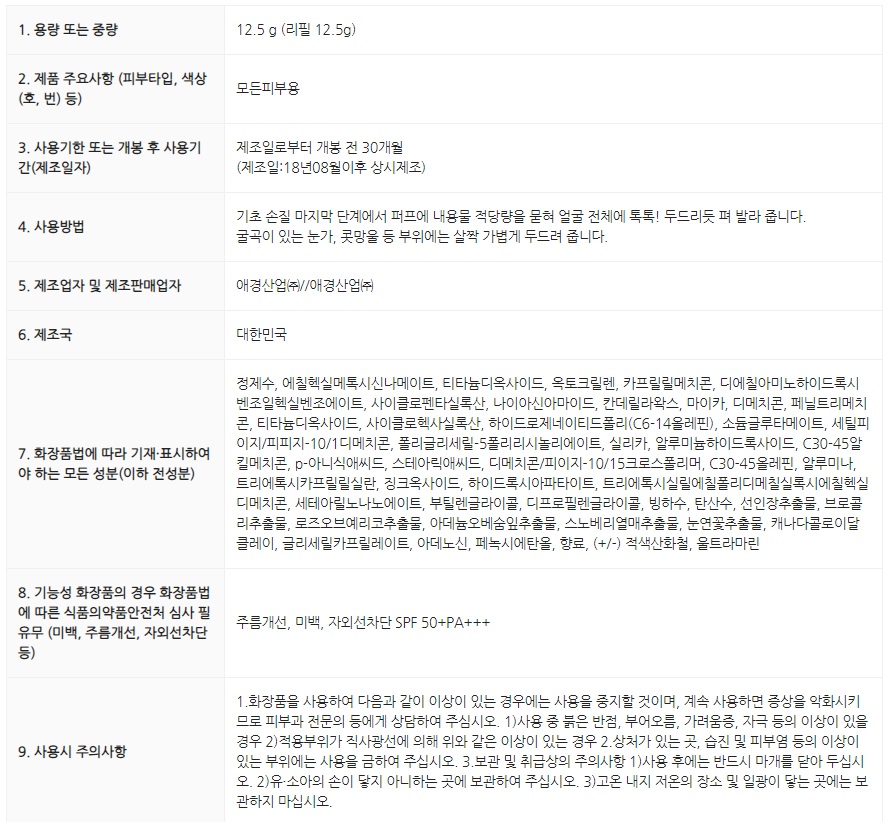 1. 용량 또는 중량
12.5 g (리필 12.5g)
2. 제품 주요사항 (피부타입, 색상
(호, 번) 등)
모든피부용
3. 사용기한 또는 개봉 후 사용기
간(제조일자)
제조일로부터 개봉 전 30개월
(제조일:18년08월이후 상시제조)
4. 사용방법
기초 손질 마지막 단계에서 퍼프에 내용물 적당량을 묻혀 얼굴 전체에 톡톡! 두드리듯 펴 발라 줍니다.
굴곡이 있는 눈가, 콧망울 등 부위에는 살짝 가볍게 두드려 줍니다.
5. 제조업자 및 제조판매업자
애경산업㈜//애경산업㈜
6. 제조국
대한민국
7. 화장품법에 따라 기재·표시하여
야 하는 모든 성분(이하 전성분)
정제수, 에칠헥실메톡시신나메이트, 티타늄디옥사이드, 옥토크릴렌, 카프릴릴메치콘, 디에칠아미노하이드록시
벤조일헥실벤조에이트, 사이클로펜타실록산, 나이아신아마이드, 칸데릴라왁스, 마이카, 디메치콘, 페닐트리메치
콘, 티타늄디옥사이드, 사이클로헥사실록산, 하이드로제네이티드폴리(C6-14올레핀), 소듐글루타메이트, 세틸피
이지/피피지-10/1디메치콘, 폴리글리세릴-5폴리리시놀리에이트, 실리카, 알루미늄하이드록사이드, C30-45알
킬메치콘, p-아니식애씨드, 스테아릭애씨드, 디메치콘/피이지-10/15크로스폴리머, C30-45올레핀, 알루미나,
트리에톡시카프릴릴실란, 징크옥사이드, 하이드록시아파타이트, 트리에톡시실릴에칠폴리디메칠실록시에칠헥실
디메치콘, 세테아릴노나노에이트, 부틸렌글라이콜, 디프로필렌글라이콜, 빙하수, 탄산수, 선인장추출물, 브로콜
리추출물, 로즈오브예리코추출물, 아데늄오베숨잎추출물, 스노베리열매추출물, 눈연꽃추출물, 캐나다콜로이달
클레이, 글리세릴카프릴레이트, 아데노신, 페녹시에탄올, 향료, (+/-) 적색산화철, 울트라마린
8. 기능성 화장품의 경우 화장품법
에 따른 식품의약품안전처 심사 필
유무 (미백, 주름개선, 자외선차단
등)
주름개선, 미백, 자외선차단 SPF 50+PA+++
9. 사용시 주의사항
1.화장품을 사용하여 다음과 같이 이상이 있는 경우에는 사용을 중지할 것이며, 계속 사용하면 증상을 악화시키
므로 피부과 전문의 등에게 상담하여 주십시오. 1)사용 중 붉은 반점, 부어오름, 가려움증, 자극 등의 이상이 있을
경우 2)적용부위가 직사광선에 의해 위와 같은 이상이 있는 경우 2.상처가 있는 곳, 습진 및 피부염 등의 이상이
있는 부위에는 사용을 금하여 주십시오. 3.보관 및 취급상의 주의사항 1)사용 후에는 반드시 마개를 닫아 두십시
오. 2)유·소아의 손이 닿지 아니하는 곳에 보관하여 주십시오. 3)고온 내지 저온의 장소 및 일광이 닿는 곳에는 보
관하지 마십시오.